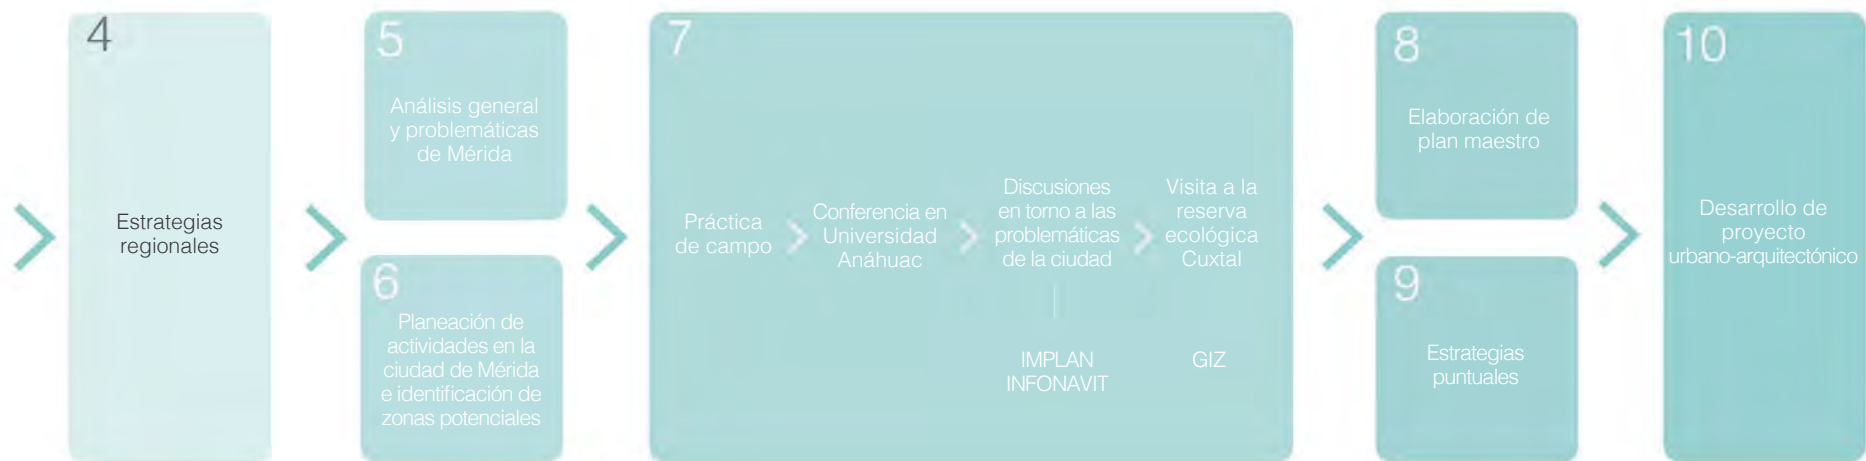 4
Estrategias
regionales
5
Análisis general
y problemáticas
de Mérida
6
Planeación de
actividades en la
ciudad de Mérida
e identificación de
zonas potenciales
7
Práctica
de campo
Conferencia en
Universidad
Anáhuac
Discusiones
en torno a las
problemáticas
de la ciudad
IMPLAN
INFONAVIT
Visita a la
reserva
ecológica
Cuxtal
GIZ
8
Elaboración de
plan maestro
9
Estrategias
puntuales
10
Desarrollo de
proyecto
urbano-arquitectónico